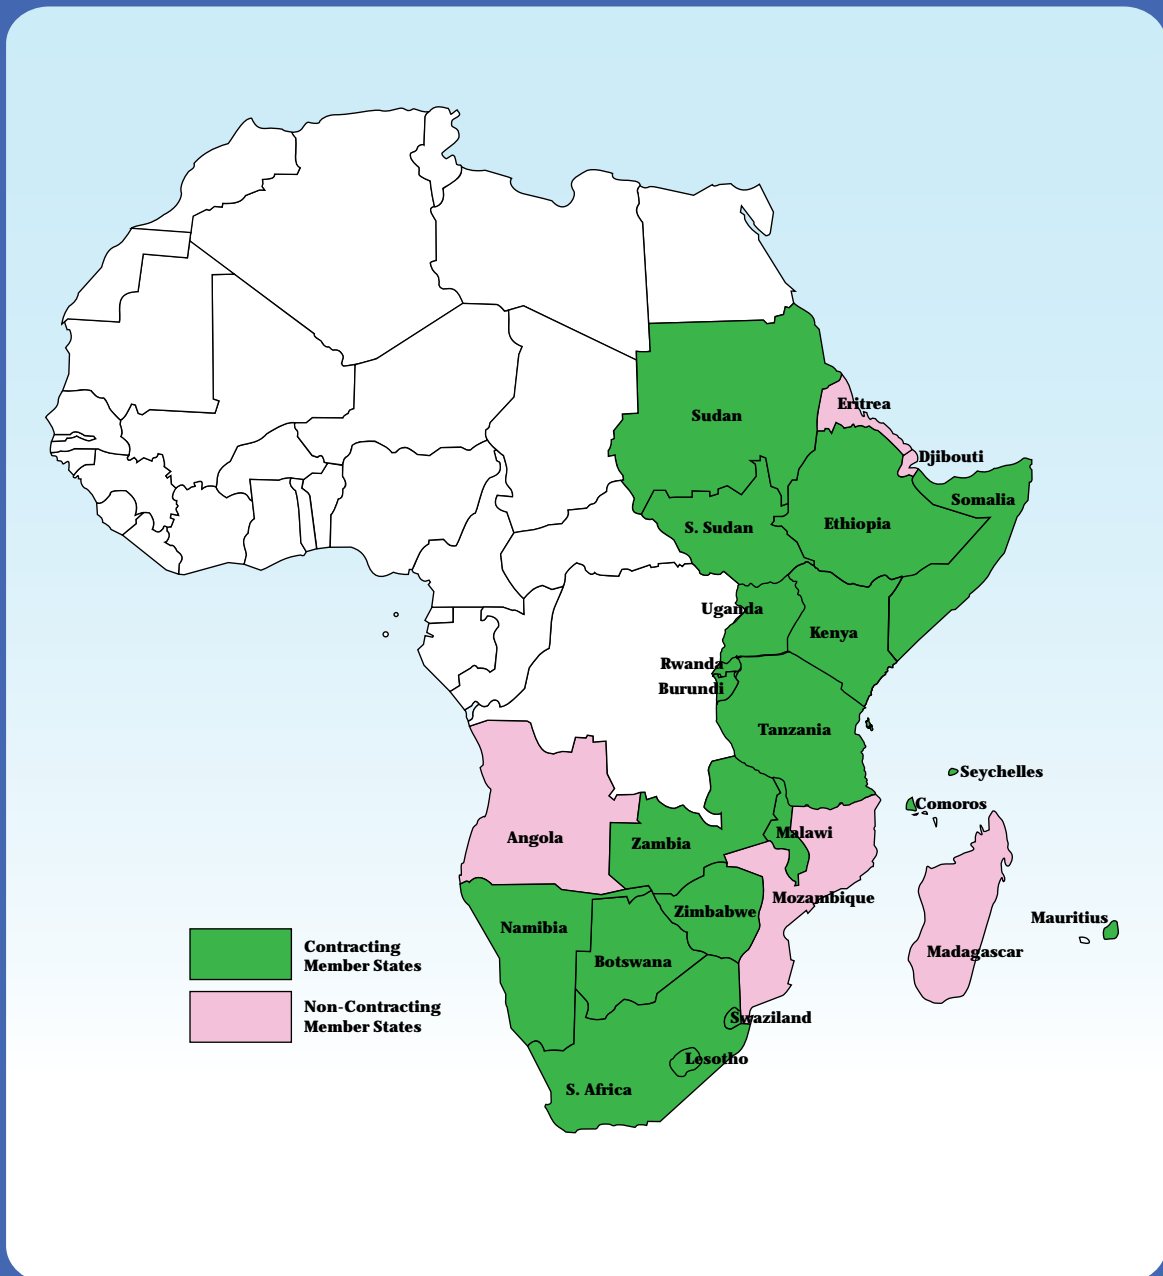 Eritrea
Sudan
Djibouti
Somalia
Ethiopia
S. Sudan
Uganda
Kenya
Rwanda
Burundi
Tanzania
Seychelles
Comoros
Malawi
Angola
Zambia
Mozambique
Zimbabwe
Mauritius
Namibia
Contracting
Member States
Madagascar
Botswana
Non-Contracting
Member States
Swaziland
Lesotho
S. Africa